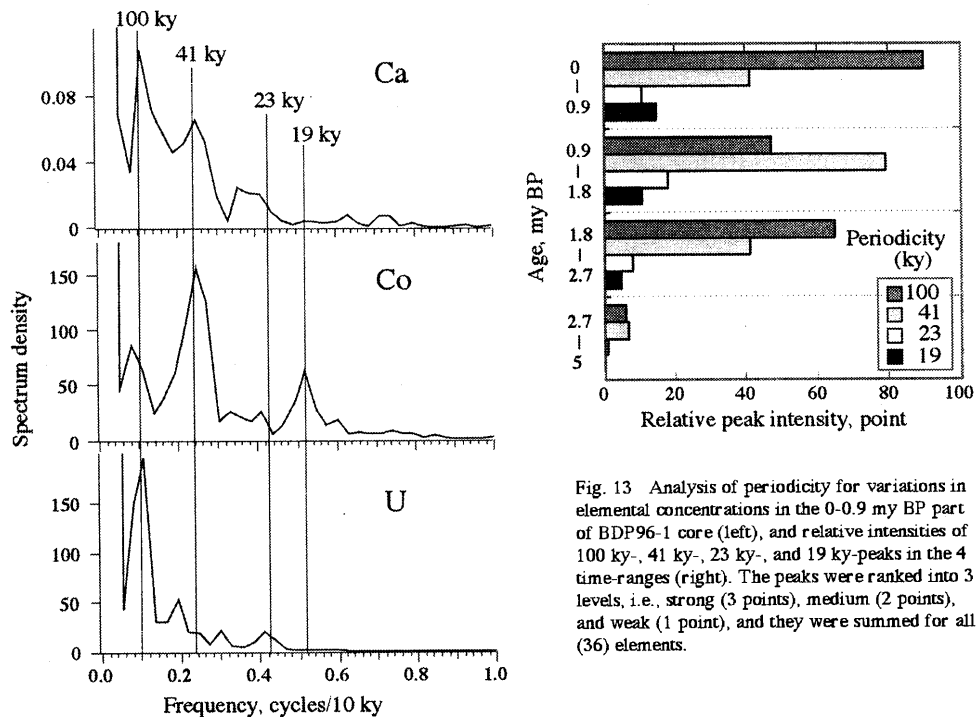 100 ky
41 ky
23 ky
19 ky
Ca
0.08
0.04
0
Co
150
100
50
0
U
150
100
50
0
0.0 0.2 0.4 0.6 0.8 1.0
Spectrum density
Frequency, cycles/10 ky
0
0.9
0.9
1.8
1.8
2.7
2.7
5
Age, my BP
Periodicity
(ky)
100
41
23
19
0 20 40 60 80 100
Relative peak intensity, point
Fig. 13 Analysis of periodicity for variations in
elemental concentrations in the 0-0.9 my BP part
of BDP96-1 core (left), and relative intensities of
100 ky-, 41 ky-, 23 ky-, and 19 ky-peaks in the 4
time-ranges (right). The peaks were ranked into 3
levels, i.e., strong (3 points), medium (2 points),
and weak (1 point), and they were summed for all
(36) elements.